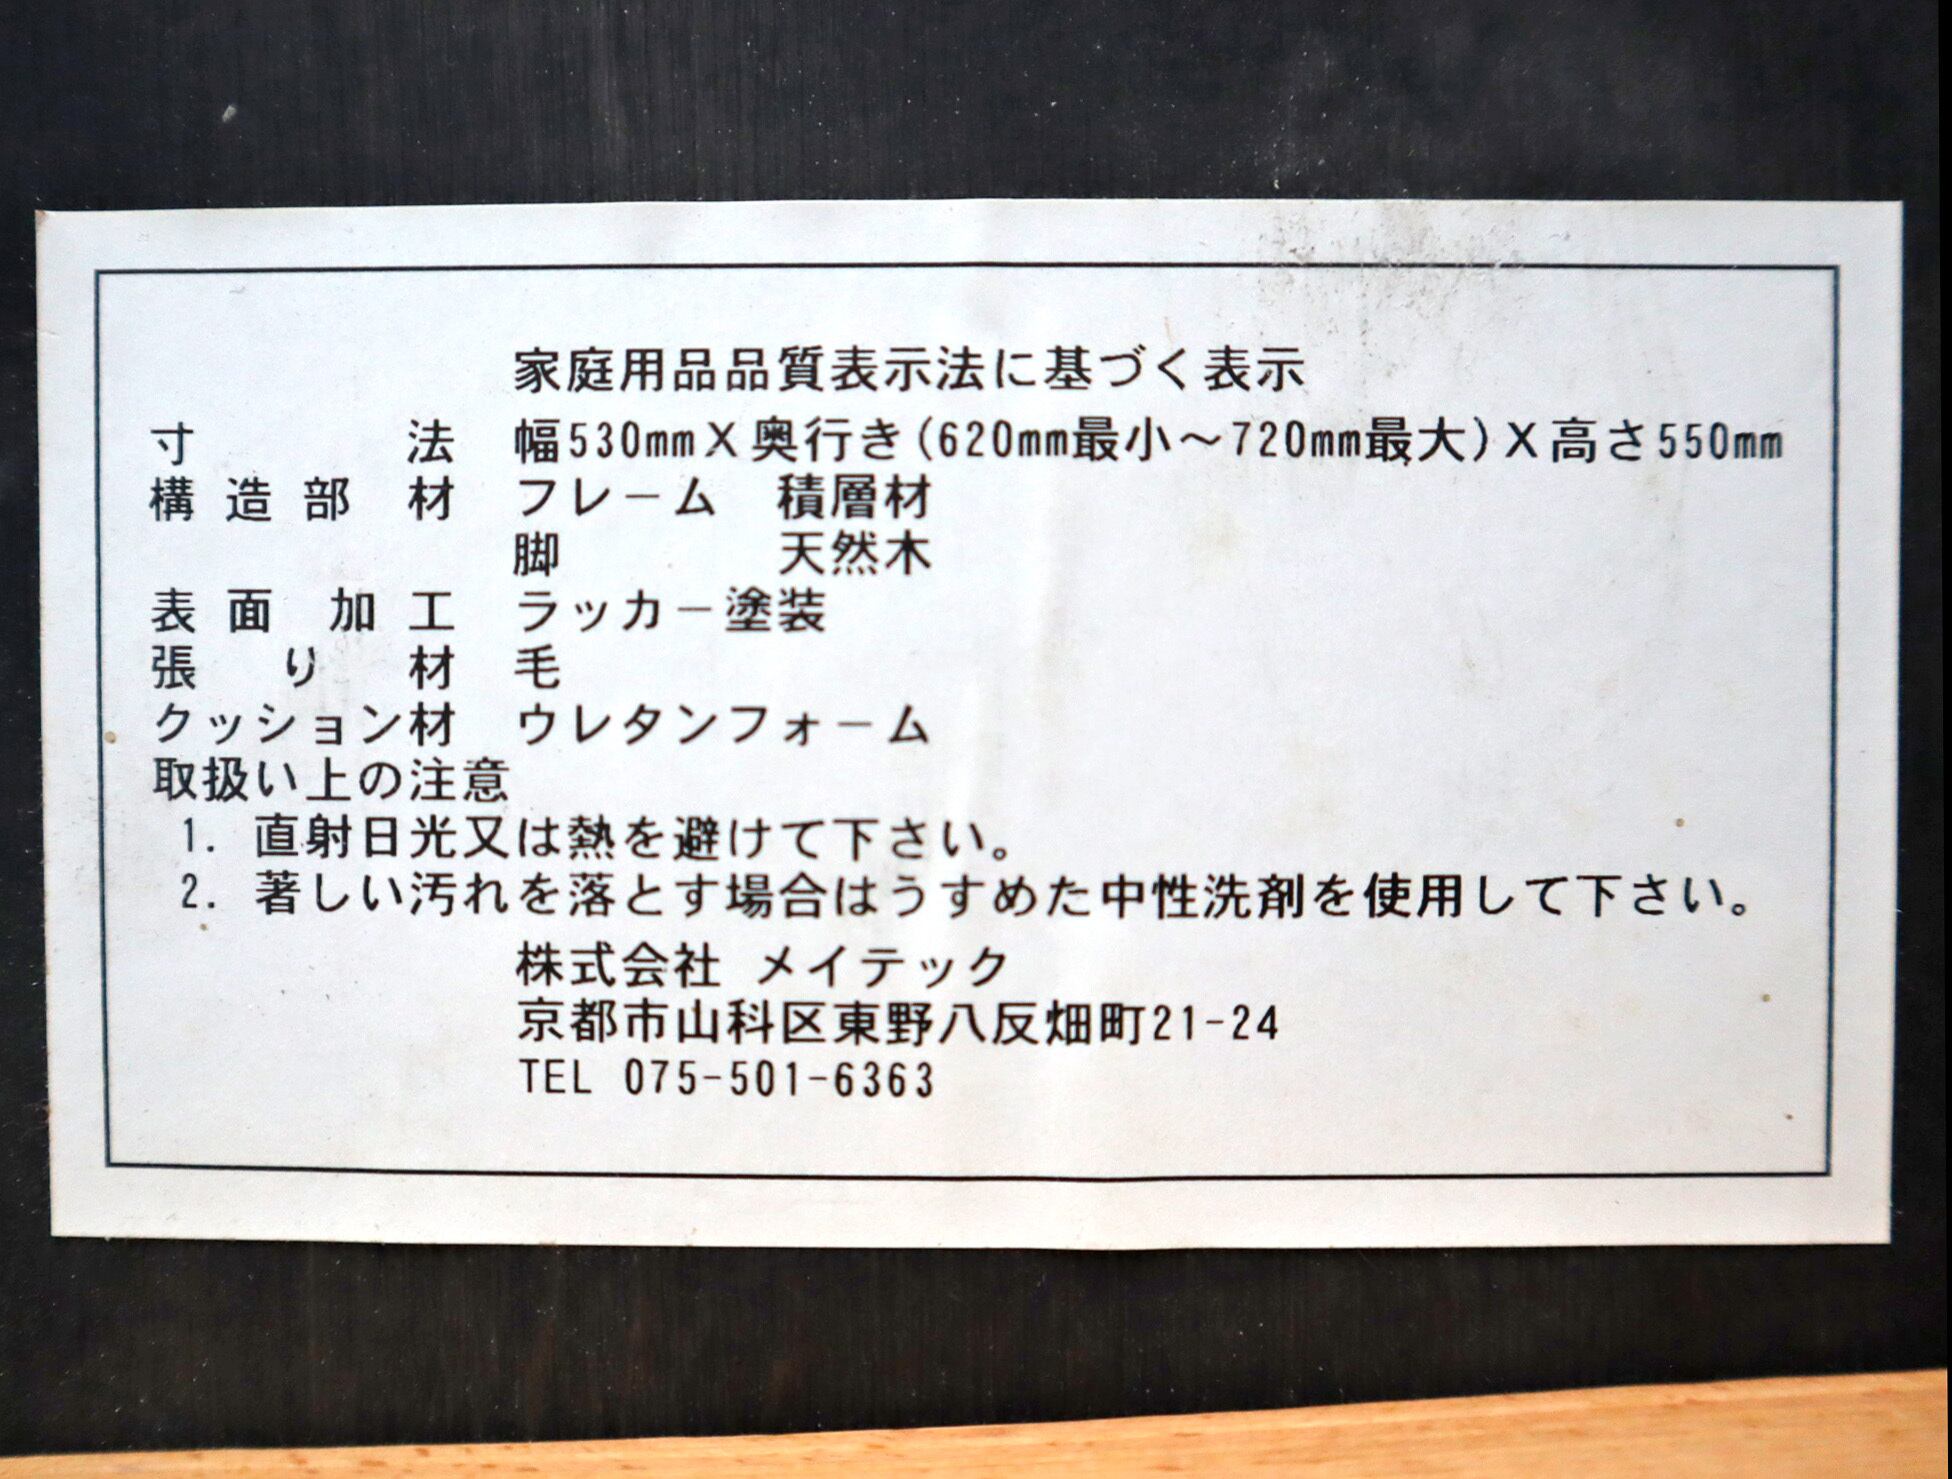 家庭用品品質表示法に基づく表示
寸法 幅530mm×奥行き(620mm最小～720mm最大)×高さ550mm
構造部材 フレーム 積層材
脚 天然木
表面加工 ラッカー塗装
張り材 毛
クッション材 ウレタンフォーム
取扱い上の注意
1. 直射日光又は熱を避けて下さい。
2. 著しい汚れを落とす場合はうすめた中性洗剤を使用して下さい。
株式会社 メイテック
京都市山科区東野八反畑町21-24
TEL 075-501-6363